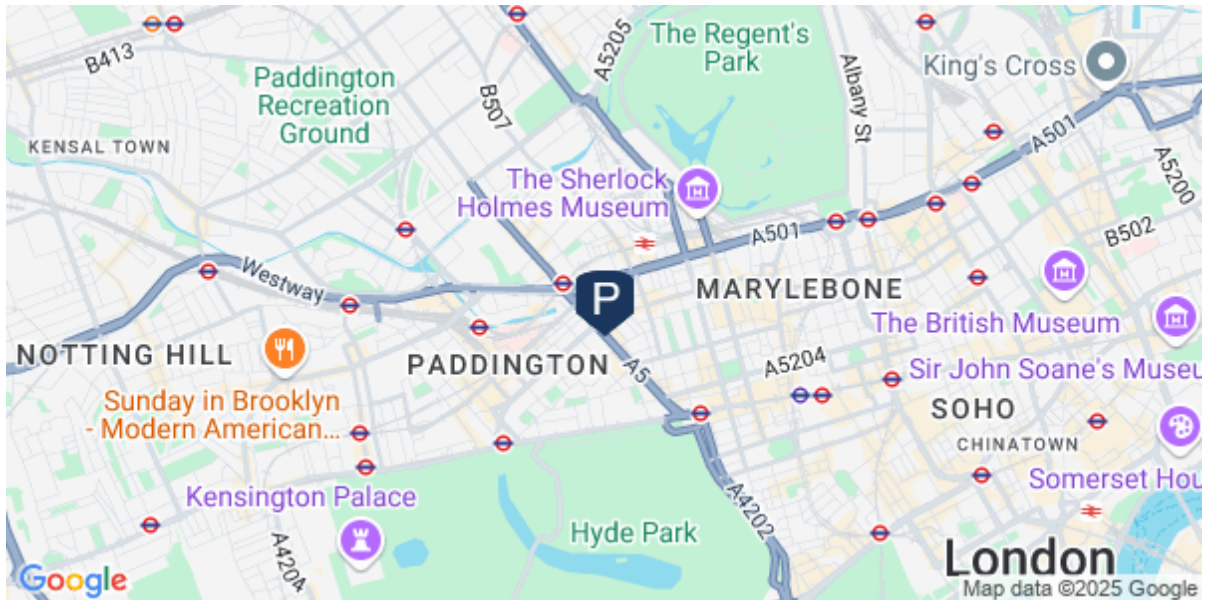 B413
A5205
The Regent's
Park
King's Cross
Albany St
Paddington
Recreation
Ground
B507
KENSAL TOWN
A501
A5200
The Sherlock
Holmes Museum
A501
B502
Westway
P
MARYLEBONE
The British Museum
NOTTING HILL
PADDINGTON
A5
A5204
Sir John Soane's Museu
Sunday in Brooklyn
- Modern American...
SOHO
CHINATOWN
Kensington Palace
A4202
Somerset Hou
Hyde Park
A4204
London
Google
Map data ©2025 Google